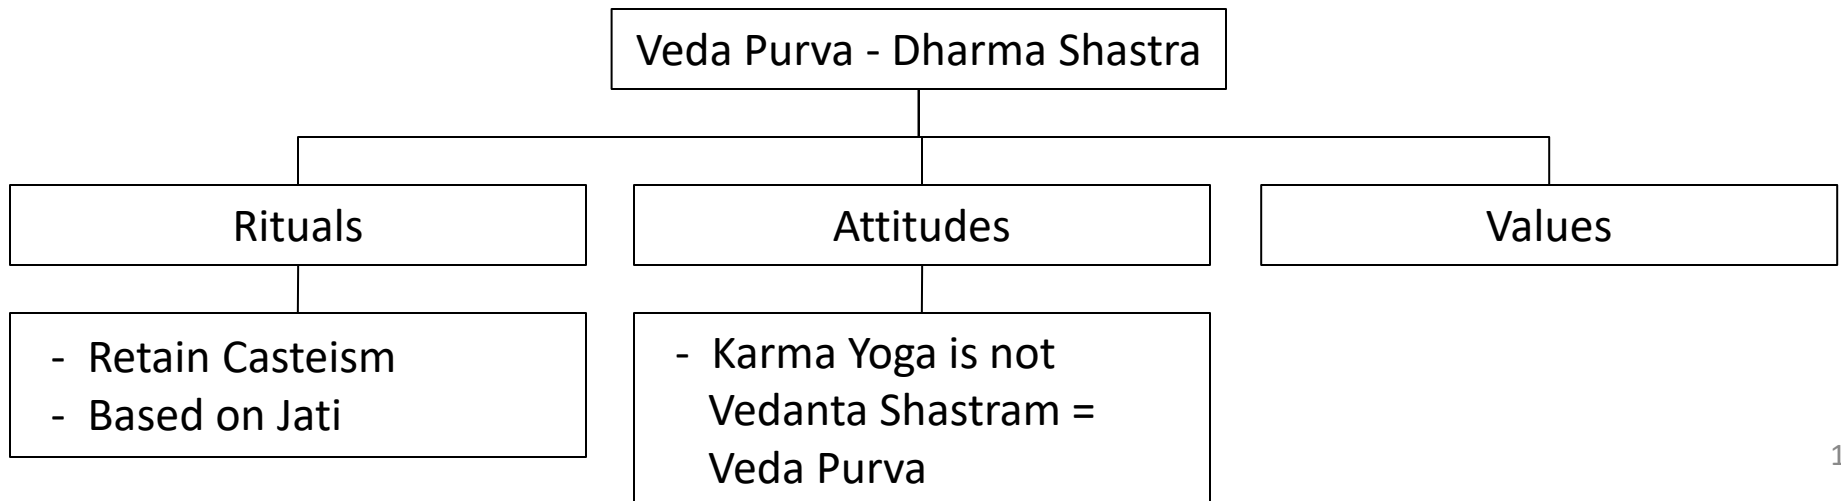 Veda Purva - Dharma Shastra
Rituals
Attitudes
Values
- Retain Casteism
- Based on Jati
- Karma Yoga is not
Vedanta Shastram =
Veda Purva
1